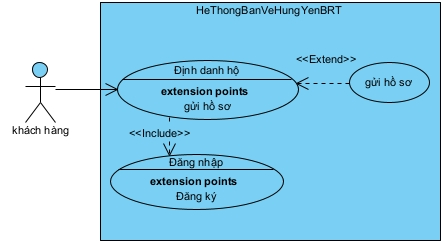 HeThongBanVeHungYenBRT
Định danh hộ
extension points
gửi hồ sơ
<<Extend>>
gửi hồ sơ
khách hàng
<<Include>>
Đăng nhập
extension points
Đăng ký